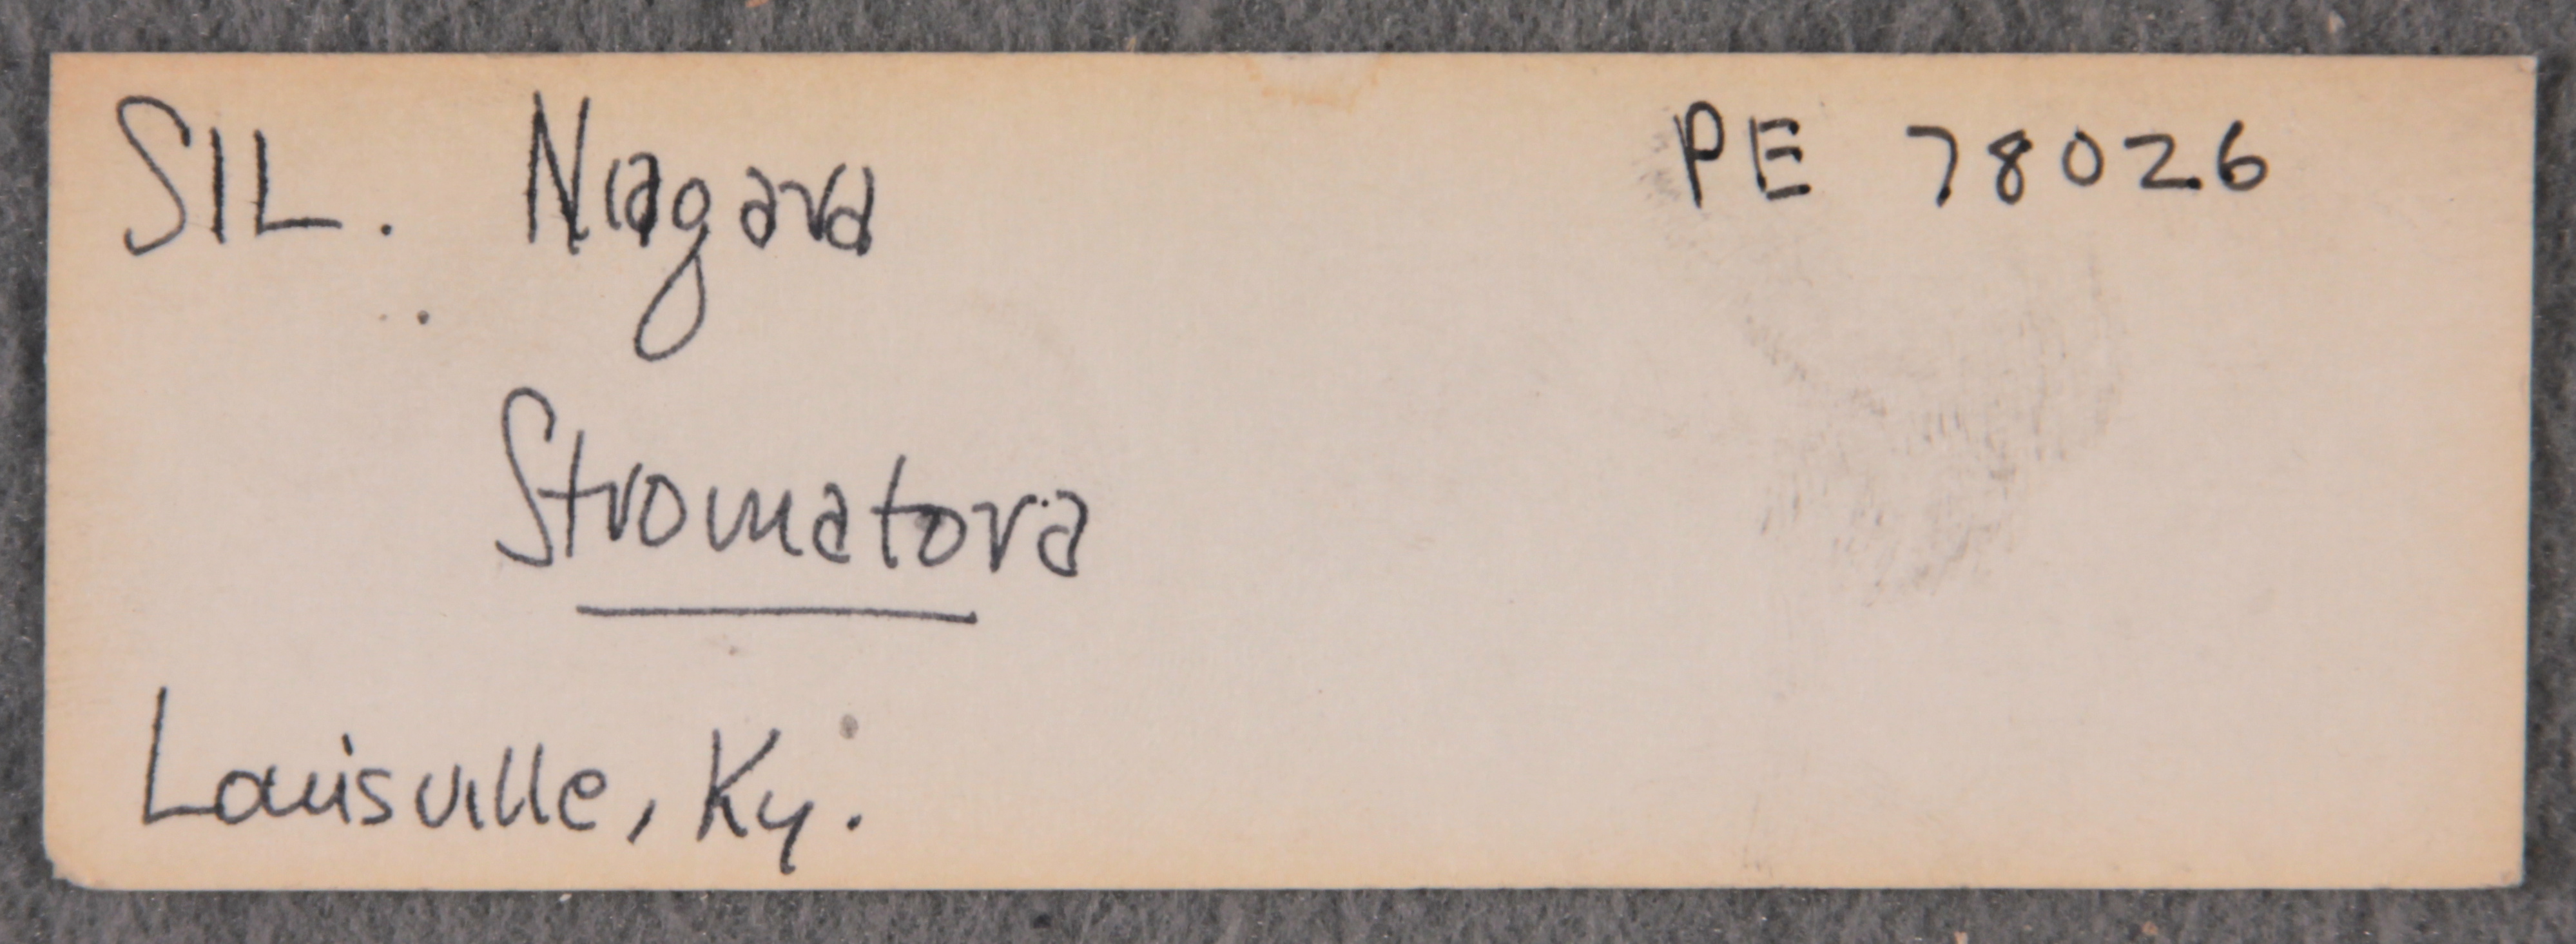 SIL. Niagara PE 78026
Stromatora
Louisville, Ky.